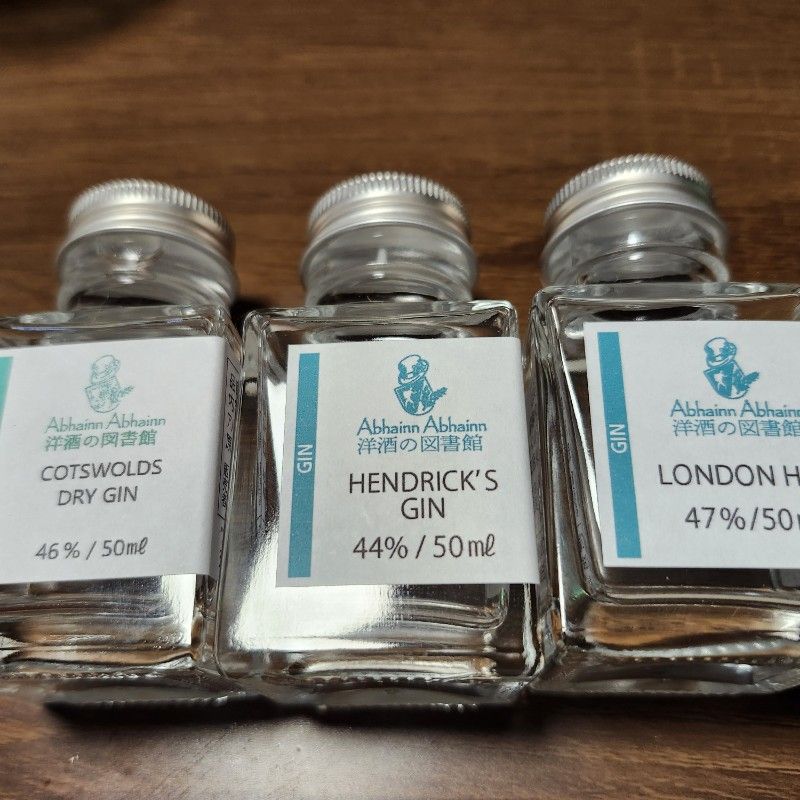 Abhainn Abhainn
洋酒の図書館
COTSWOLDS
DRY GIN
46% / 50㎖
GIN
Abhainn Abhainn
洋酒の図書館
HENDRICK'S
GIN
44% / 50㎖
GIN
Abhainn Abhainn
洋酒の図書館
LONDON H
47%/50